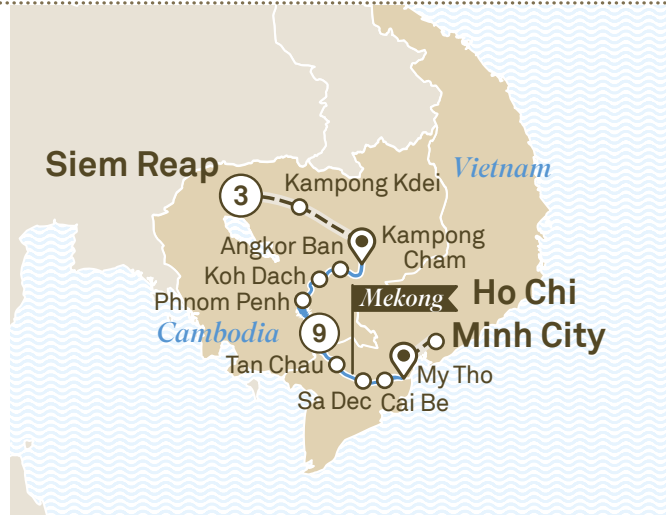 Siem Reap
3
Kampong Kdei
Vietnam
Angkor Ban
Kampong
Cham
Koh Dach
Phnom Penh
Mekong
Ho Chi
Minh City
Cambodia
9
Tan Chau
My Tho
Sa Dec
Cai Be